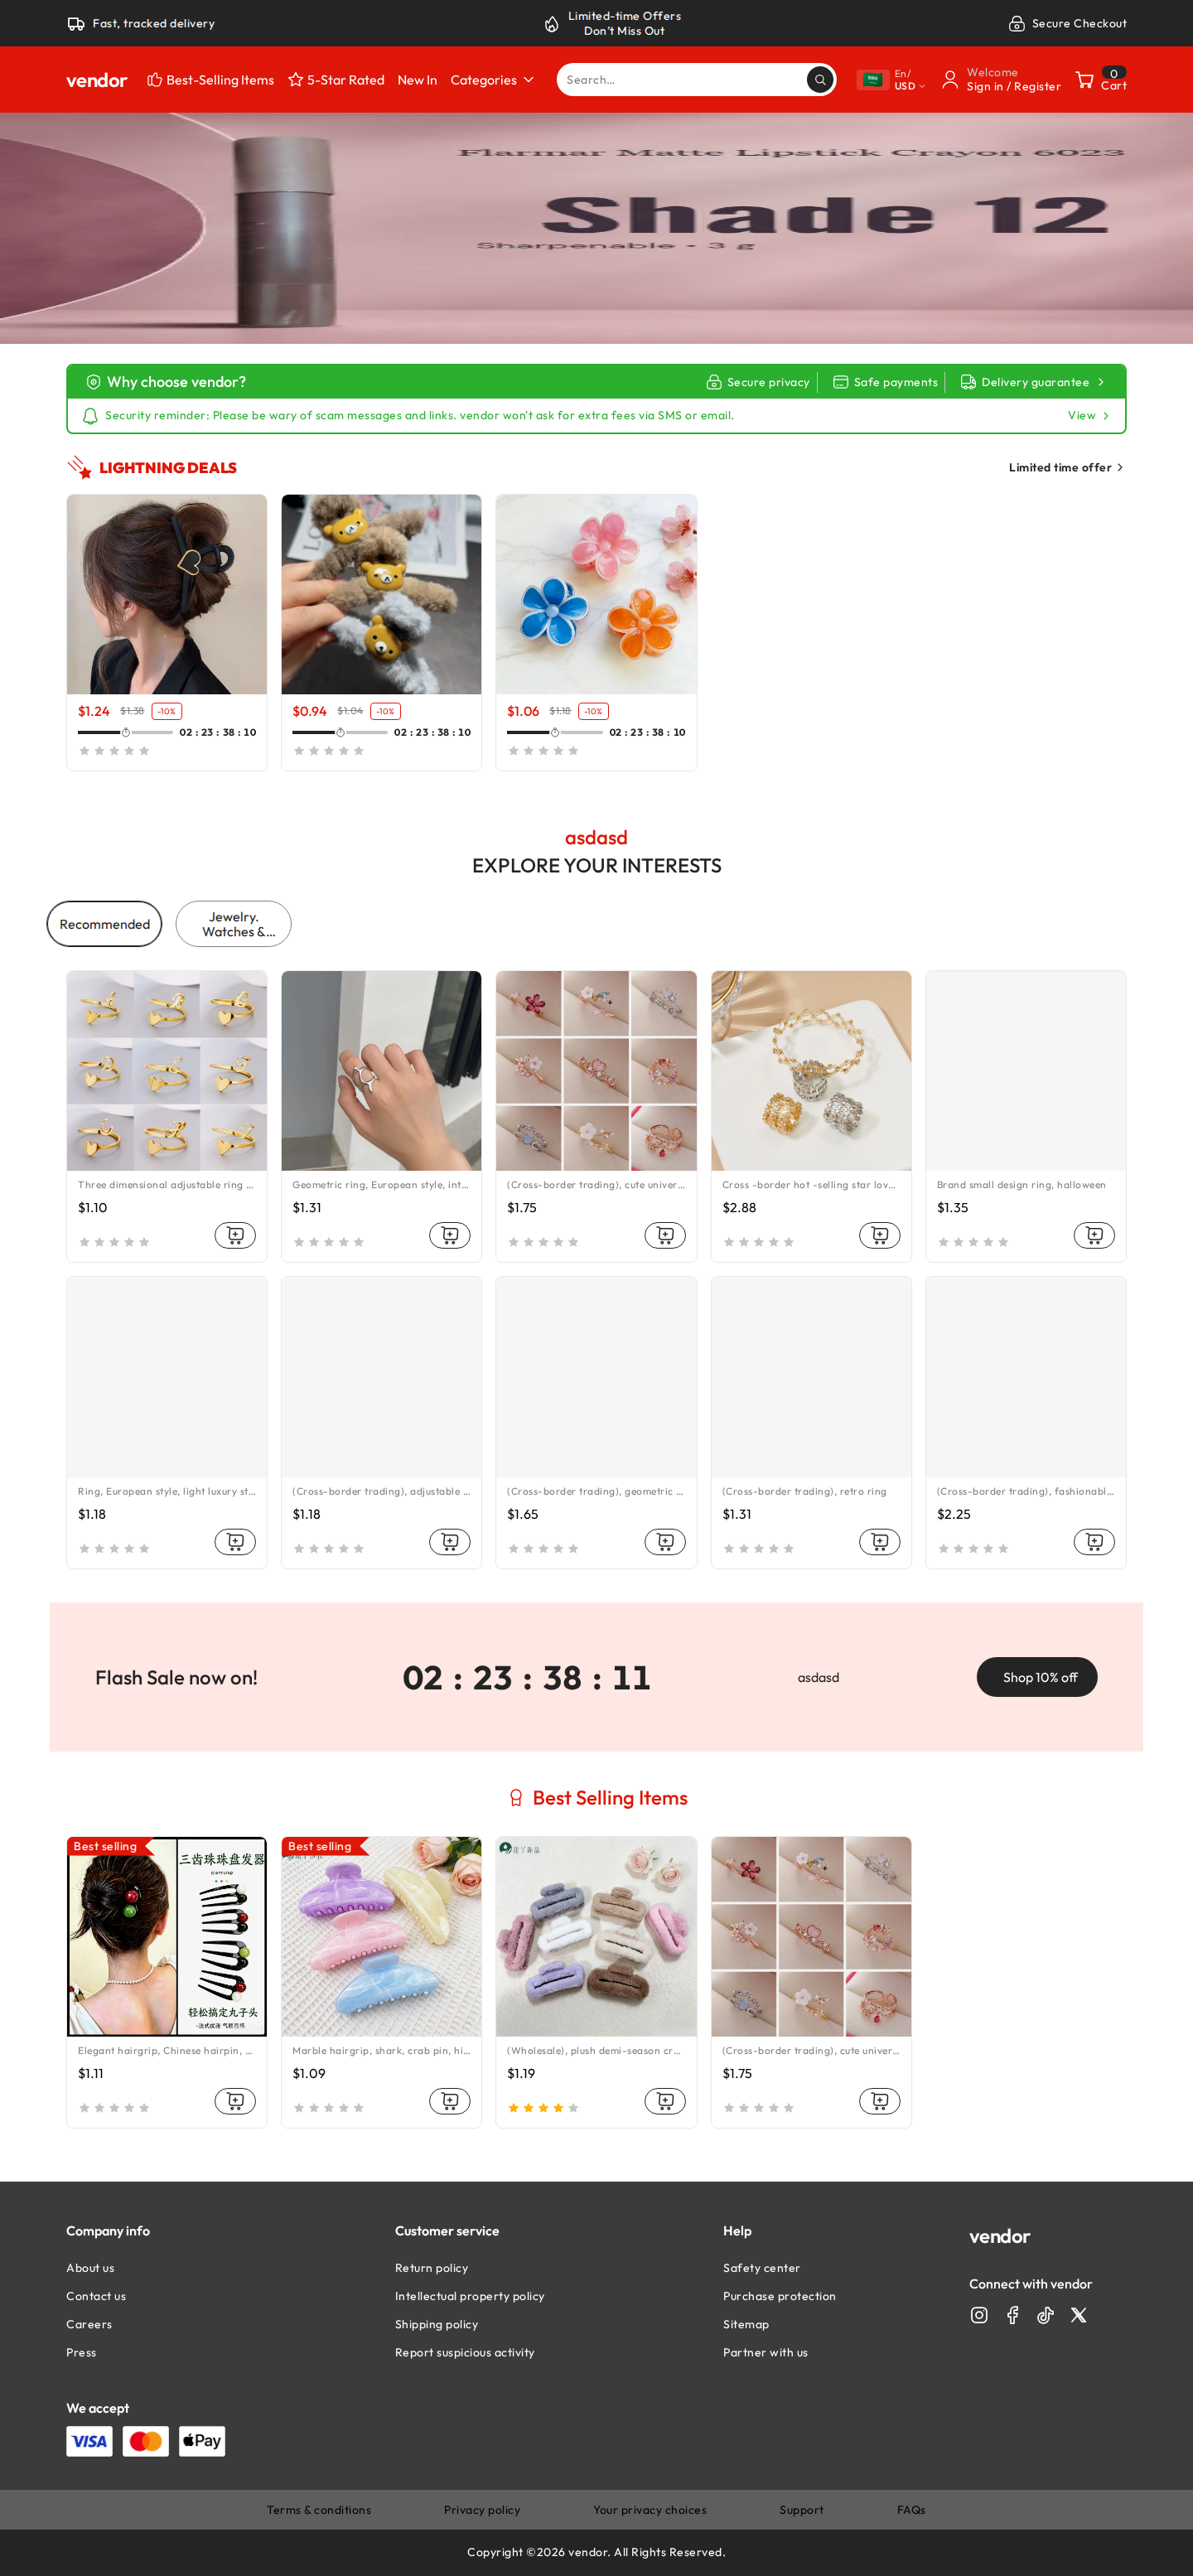 Fast, tracked delivery
Limited-time Offers
Don't Miss Out
Secure Checkout
vendor
Best-Selling Items
5-Star Rated
New In
Categories
Search...
En/
USD
Welcome
Sign in / Register
0
Cart
Flarmar Matte Lipstick Crayon 6023
Shade 12
Sharpenable • 3 g
Why choose vendor?
Secure privacy
Safe payments
Delivery guarantee
Security reminder: Please be wary of scam messages and links. vendor won't ask for extra fees via SMS or email.
View
LIGHTNING DEALS
Limited time offer
$1.24 $1.38 -10%
02 : 23 : 38 : 10
$0.94 $1.04 -10%
02 : 23 : 38 : 10
$1.06 $1.18 -10%
02 : 23 : 38 : 10
asdasd
EXPLORE YOUR INTERESTS
Recommended
Jewelry.
Watches &...
Three dimensional adjustable ring ...
$1.10
Geometric ring, European style, int...
$1.31
(Cross-border trading), cute univer...
$1.75
Cross -border hot -selling star lov...
$2.88
Brand small design ring, halloween
$1.35
Ring, European style, light luxury st...
$1.18
(Cross-border trading), adjustable ...
$1.18
(Cross-border trading), geometric ...
$1.65
(Cross-border trading), retro ring
$1.31
(Cross-border trading), fashionabl...
$2.25
Flash Sale now on!
02 : 23 : 38 : 11
asdasd
Shop 10% off
Best Selling Items
Best selling
三齿珠珠盘发器
轻松搞定丸子头
Elegant hairgrip, Chinese hairpin, ...
$1.11
Best selling
Marble hairgrip, shark, crab pin, hi...
$1.09
(Wholesale), plush demi-season cr...
$1.19
(Cross-border trading), cute univer...
$1.75
Company info
About us
Contact us
Careers
Press
Customer service
Return policy
Intellectual property policy
Shipping policy
Report suspicious activity
Help
Safety center
Purchase protection
Sitemap
Partner with us
vendor
Connect with vendor
We accept
VISA
Pay
Terms & conditions
Privacy policy
Your privacy choices
Support
FAQs
Copyright ©2026 vendor. All Rights Reserved.